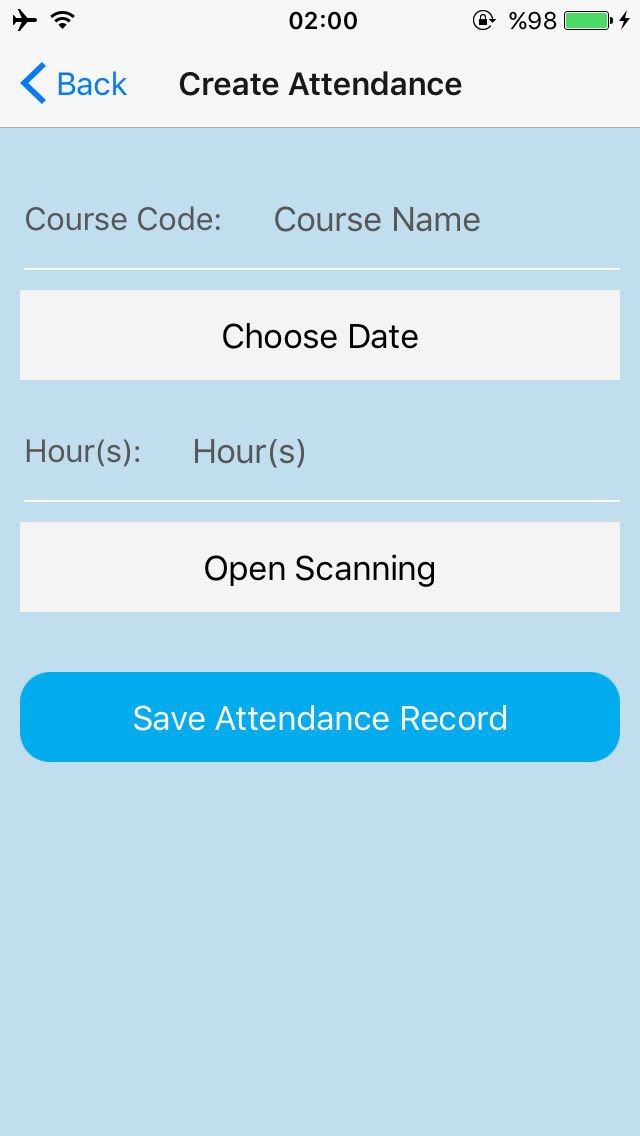 02:00 %98
Back Create Attendance
Course Code: Course Name
Choose Date
Hour(s): Hour(s)
Open Scanning
Save Attendance Record